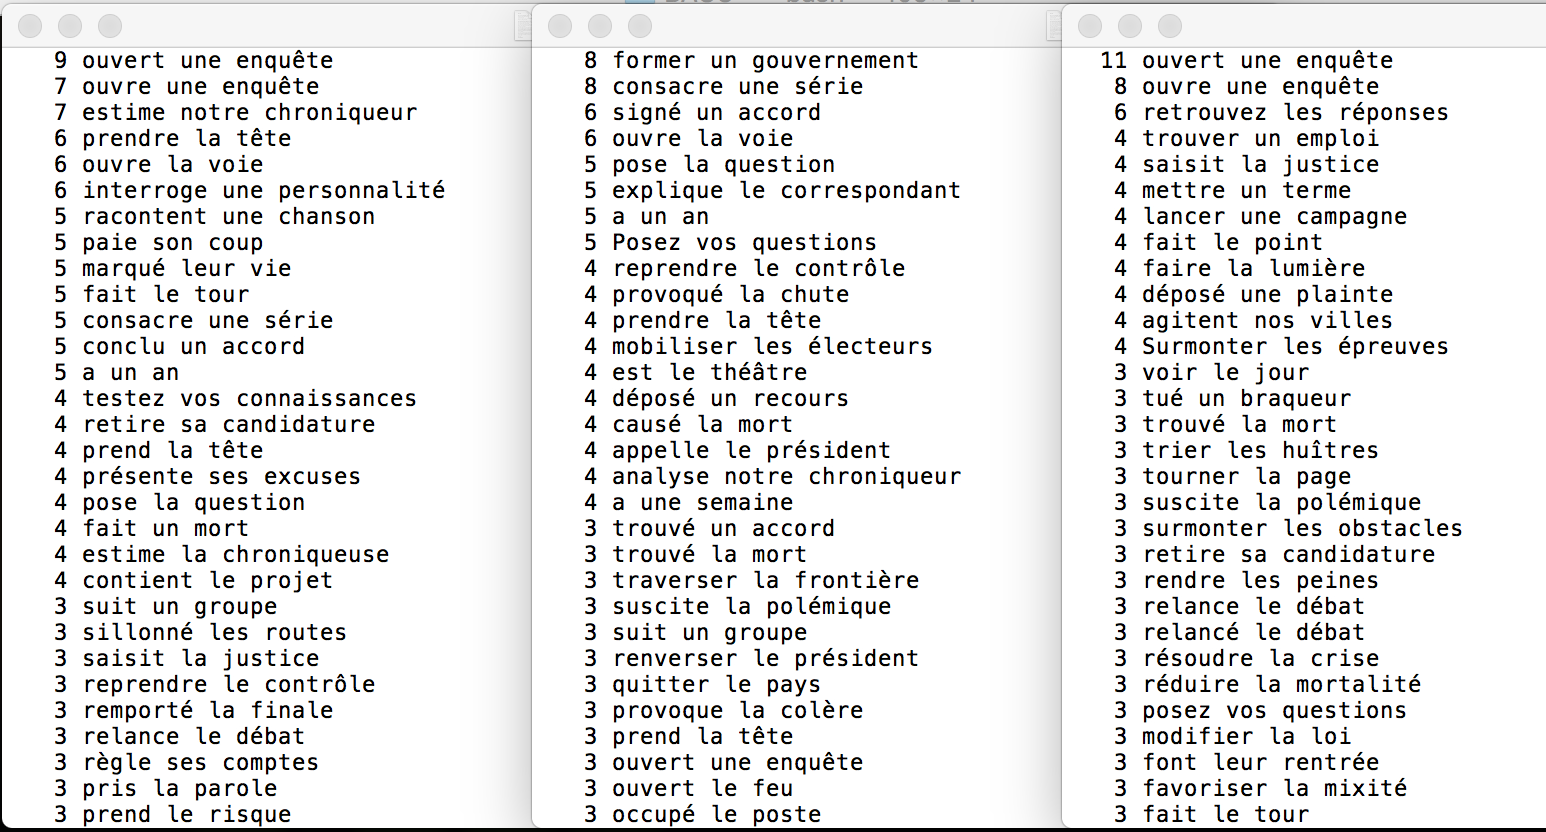 9 ouvert une enquête
7 ouvre une enquête
7 estime notre chroniqueur
6 prendre la tête
6 ouvre la voie
6 interroge une personnalité
5 racontent une chanson
5 paie son coup
5 marqué leur vie
5 fait le tour
5 consacre une série
5 conclu un accord
5 a un an
4 testez vos connaissances
4 retire sa candidature
4 prend la tête
4 présente ses excuses
4 pose la question
4 fait un mort
4 estime la chroniqueuse
4 contient le projet
3 suit un groupe
3 sillonné les routes
3 saisit la justice
3 reprendre le contrôle
3 remporté la finale
3 relance le débat
3 règle ses comptes
3 pris la parole
3 prend le risque
8 former un gouvernement
8 consacre une série
6 signé un accord
6 ouvre la voie
5 pose la question
5 explique le correspondant
5 a un an
5 Posez vos questions
4 reprendre le contrôle
4 provoqué la chute
4 prendre la tête
4 mobiliser les électeurs
4 est le théâtre
4 déposé un recours
4 causé la mort
4 appelle le président
4 analyse notre chroniqueur
4 a une semaine
3 trouvé un accord
3 trouvé la mort
3 traverser la frontière
3 suscite la polémique
3 suit un groupe
3 renverser le président
3 quitter le pays
3 provoque la colère
3 prend la tête
3 ouvert une enquête
3 ouvert le feu
3 occupé le poste
11 ouvert une enquête
8 ouvre une enquête
6 retrouvez les réponses
4 trouver un emploi
4 saisit la justice
4 mettre un terme
4 lancer une campagne
4 fait le point
4 faire la lumière
4 déposé une plainte
4 agitent nos villes
4 Surmonter les épreuves
3 voir le jour
3 tué un braqueur
3 trouvé la mort
3 trier les huîtres
3 tourner la page
3 suscite la polémique
3 surmonter les obstacles
3 retire sa candidature
3 rendre les peines
3 relance le débat
3 relancé le débat
3 résoudre la crise
3 réduire la mortalité
3 posez vos questions
3 modifier la loi
3 font leur rentrée
3 favoriser la mixité
3 fait le tour